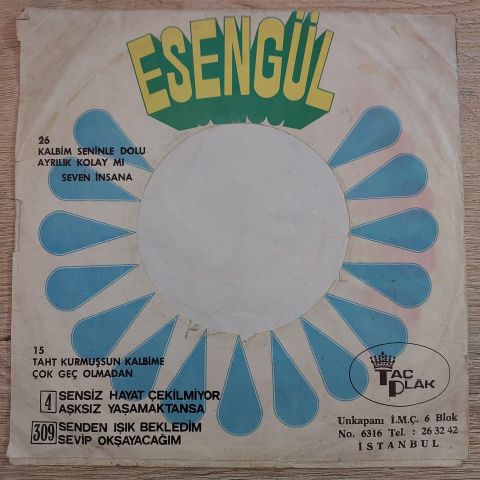 ESENGÜL
26
KALBİM SENİNLE DOLU
AYRILIK KOLAY MI
SEVEN İNSANA
15
TAHT KURMUŞSUN KALBİME
ÇOK GEÇ OLMADAN
4 SENSİZ HAYAT ÇEKİLMİYOR
AŞKSIZ YAŞAMAKTANSA
309 SENDEN IŞIK BEKLEDİM
SEVİP OKŞAYACAĞIM
TAC
PLÂK
Unkapanı İ.M.Ç. 6 Blok
No. 6316 Tel. : 26 32 42
İSTANBUL